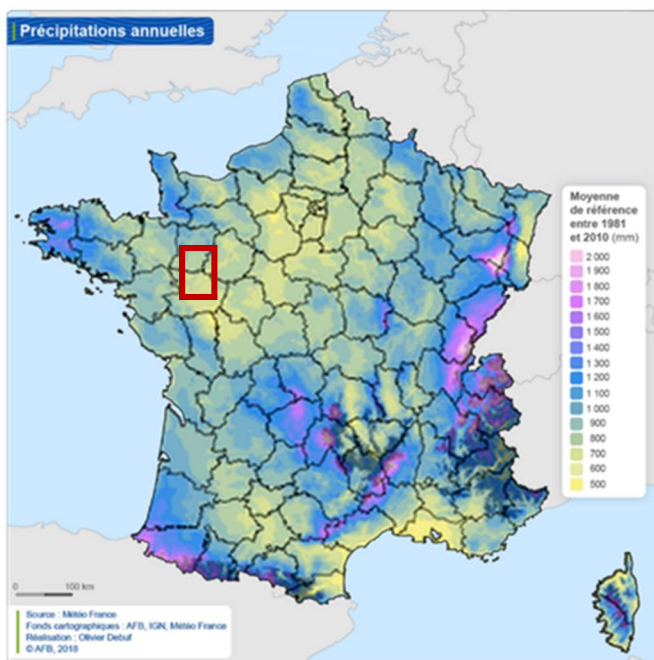 Précipitations annuelles
Moyenne
de référence
entre 1981
et 2010 (mm)
2 000
1 900
1 800
1 700
1 600
1 500
1 400
1 300
1 200
1 100
1 000
900
800
700
600
500
0 100 km
Source : Météo France
Fonds cartographiques : AFB, IGN, Météo France
Réalisation : Olivier Debuf
© AFB, 2018